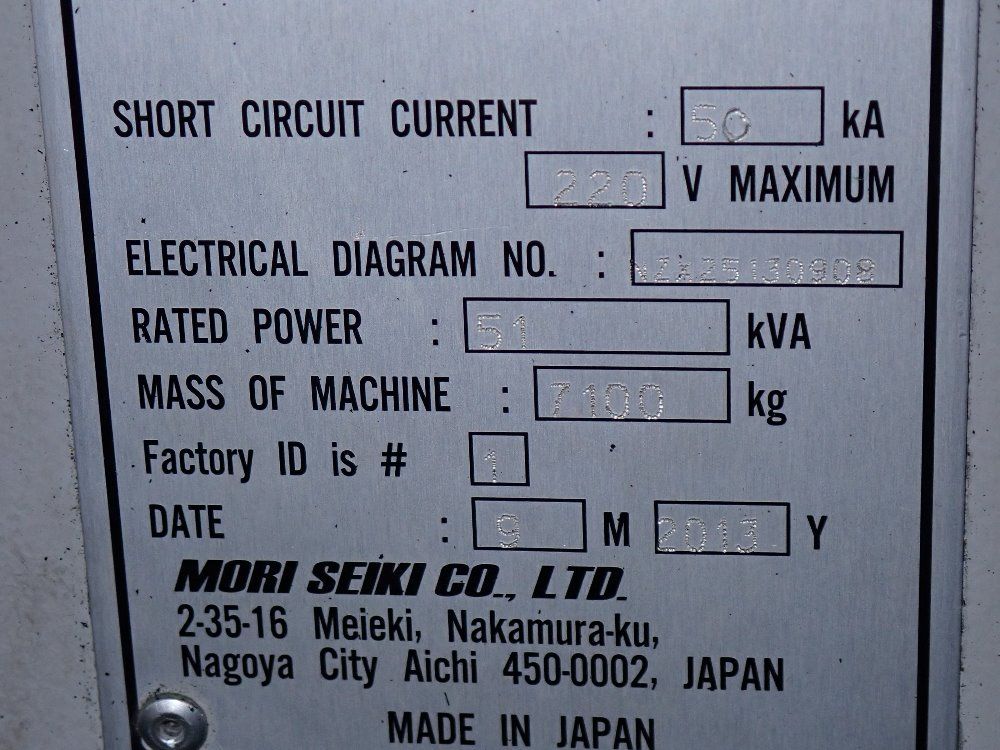 SHORT CIRCUIT CURRENT : 50 kA
220 V MAXIMUM
ELECTRICAL DIAGRAM NO. :
RATED POWER : 51 kVA
MASS OF MACHINE : 7100 kg
Factory ID is # 1
DATE : 9 M 2013 Y
MORI SEIKI CO., LTD.
2-35-16 Meieki, Nakamura-ku,
Nagoya City Aichi 450-0002, JAPAN
MADE IN JAPAN